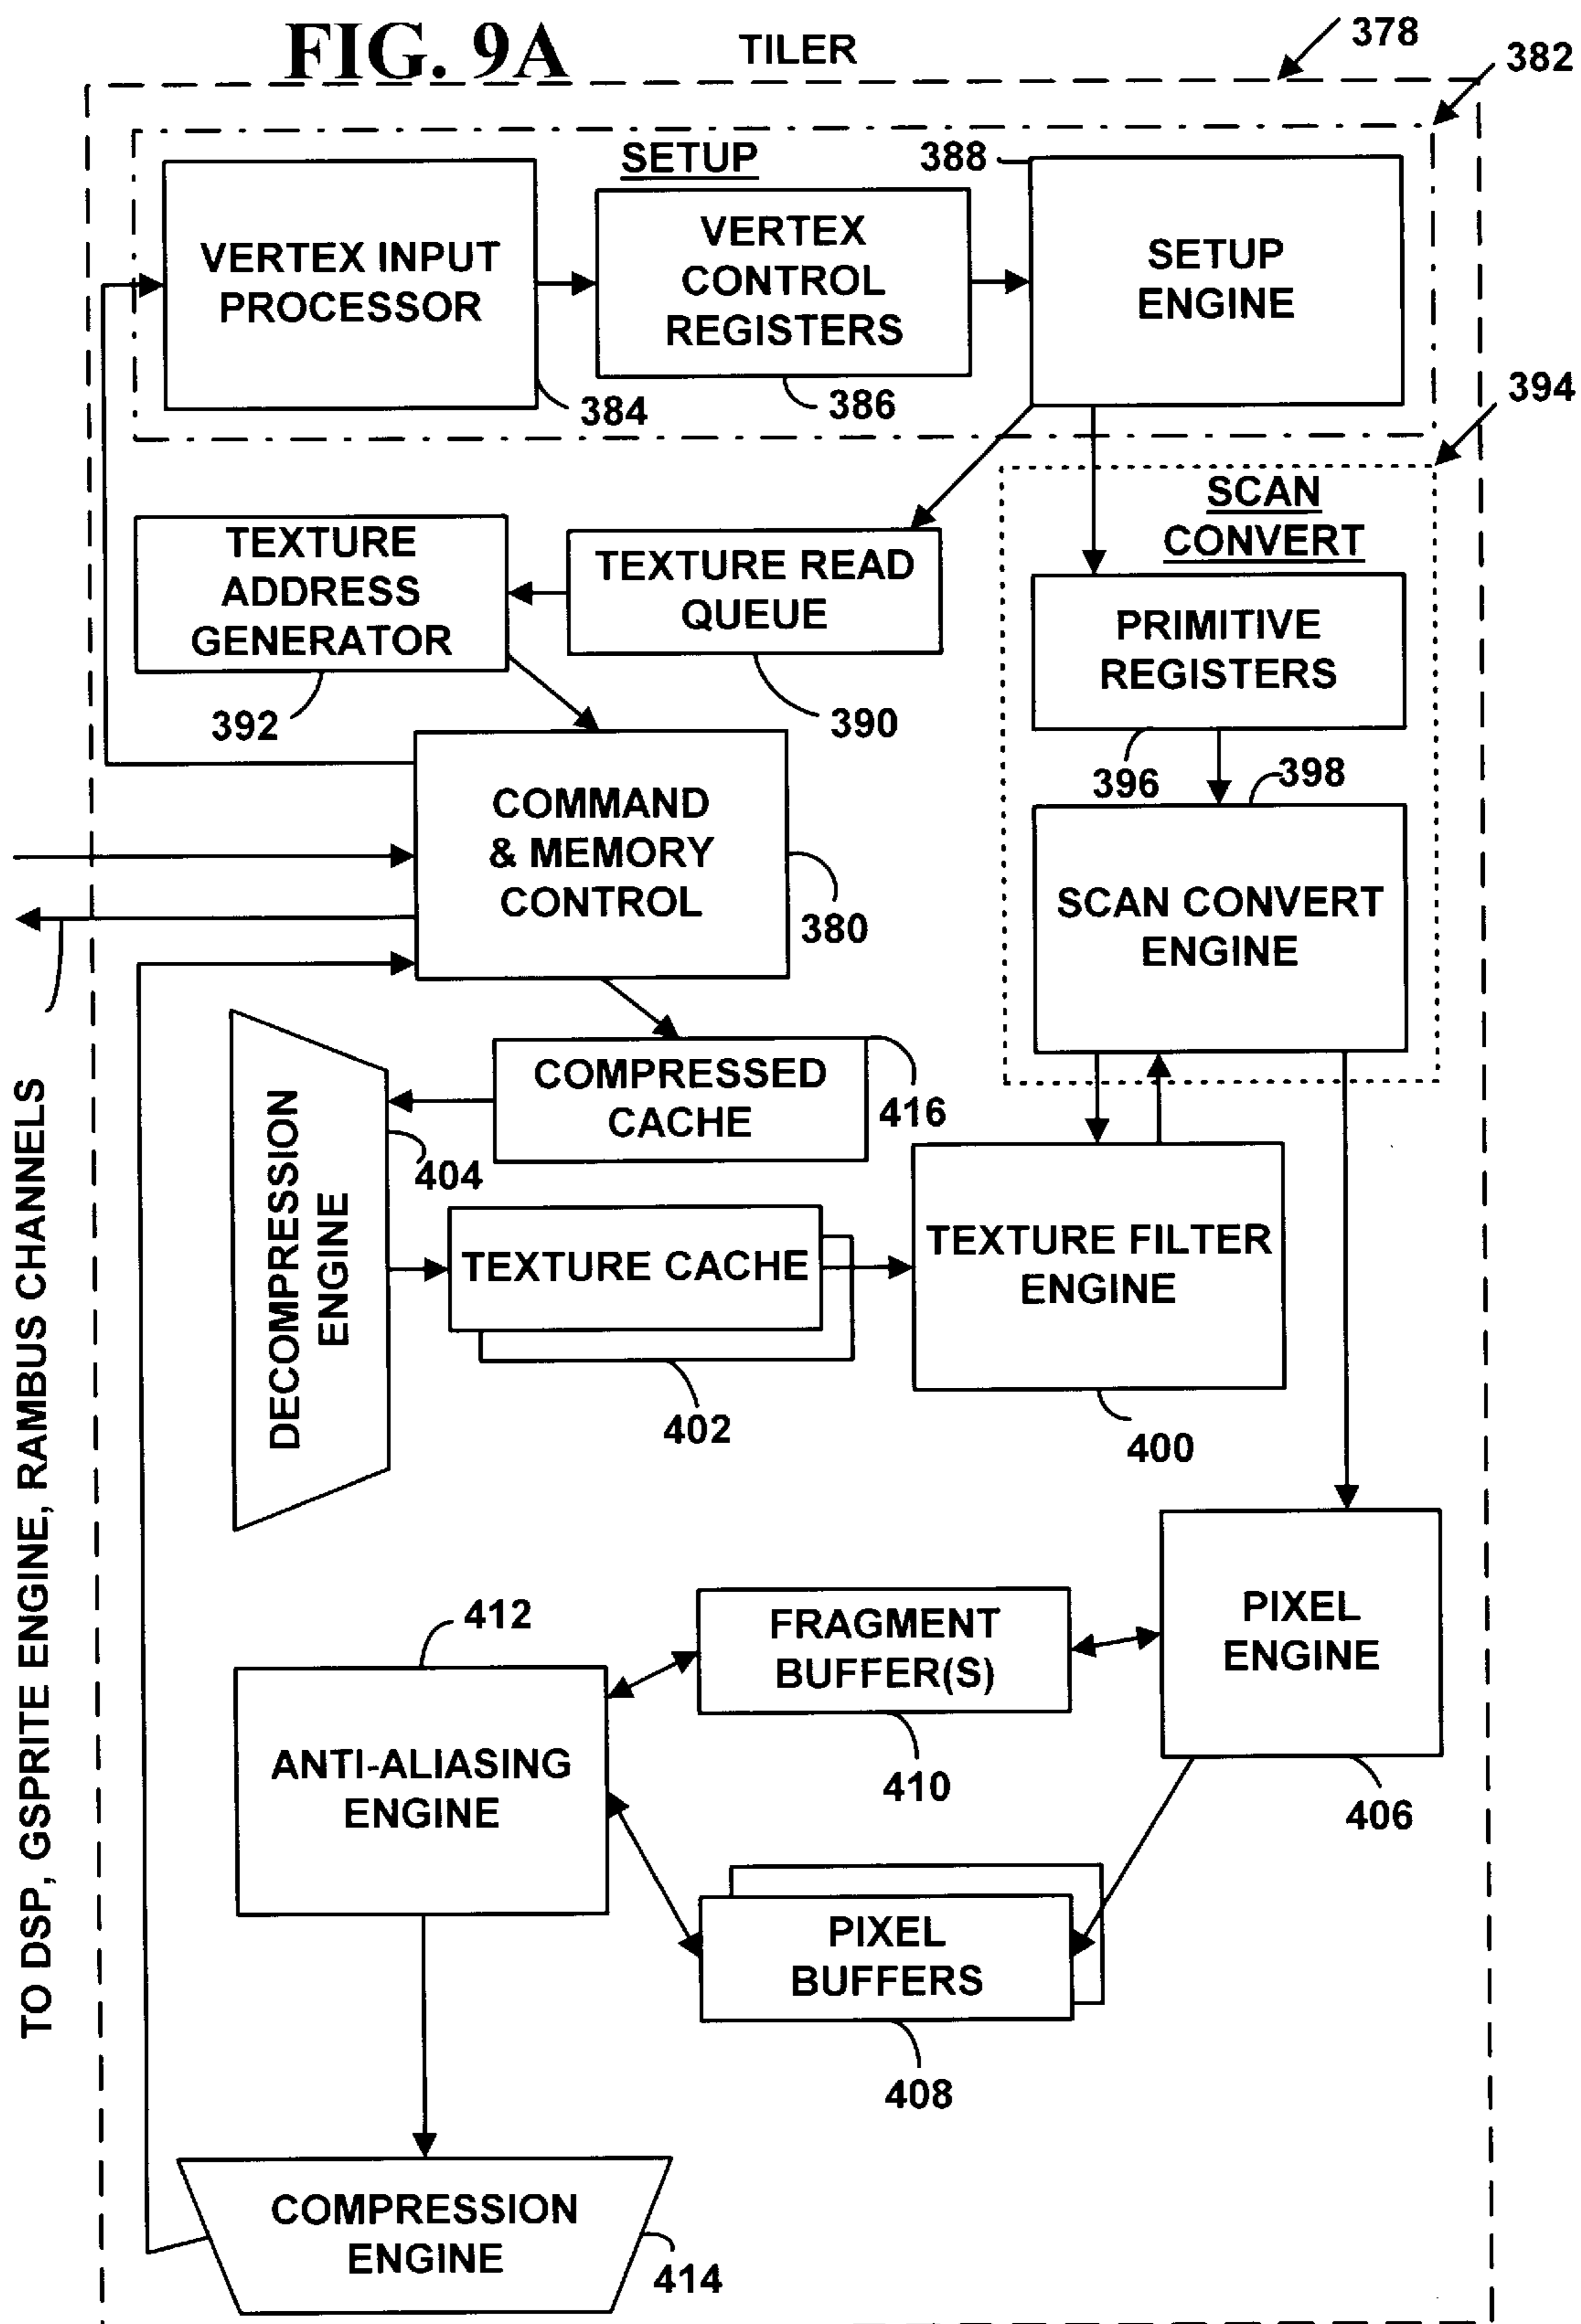 FIG. 9A
TILER
378
382
SETUP
388
VERTEX INPUT
PROCESSOR
VERTEX
CONTROL
REGISTERS
SETUP
ENGINE
384
386
394
SCAN
CONVERT
TEXTURE
ADDRESS
GENERATOR
TEXTURE READ
QUEUE
PRIMITIVE
REGISTERS
392
390
396
398
COMMAND
& MEMORY
CONTROL
380
SCAN CONVERT
ENGINE
COMPRESSED
CACHE
416
DECOMPRESSION
ENGINE
404
TEXTURE CACHE
TEXTURE FILTER
ENGINE
402
400
TO DSP, GSPRITE ENGINE, RAMBUS CHANNELS
412
FRAGMENT
BUFFER(S)
PIXEL
ENGINE
ANTI-ALIASING
ENGINE
410
406
PIXEL
BUFFERS
408
COMPRESSION
ENGINE
414